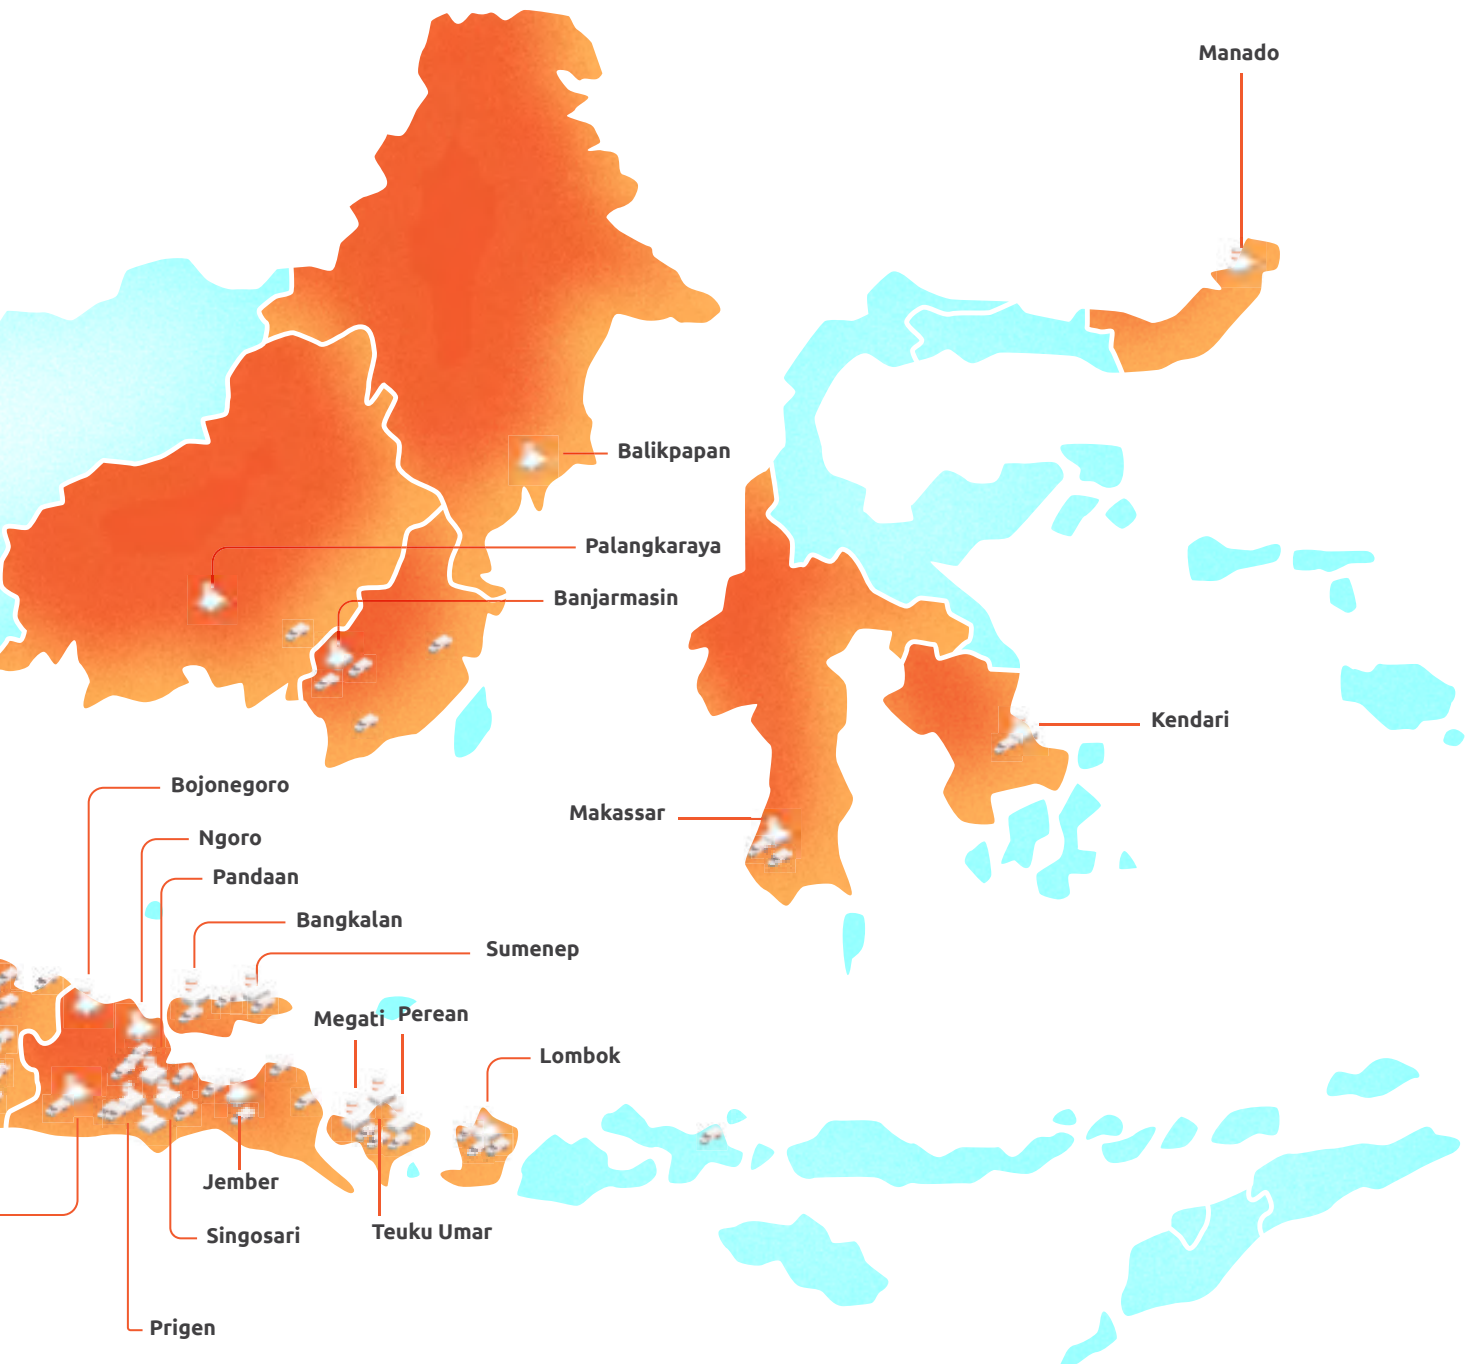 Manado
Balikpapan
Palangkaraya
Banjarmasin
Kendari
Bojonegoro
Makassar
Ngoro
Pandaan
Bangkalan
Sumenep
Megati
Perean
Lombok
Jember
Singosari
Teuku Umar
Prigen